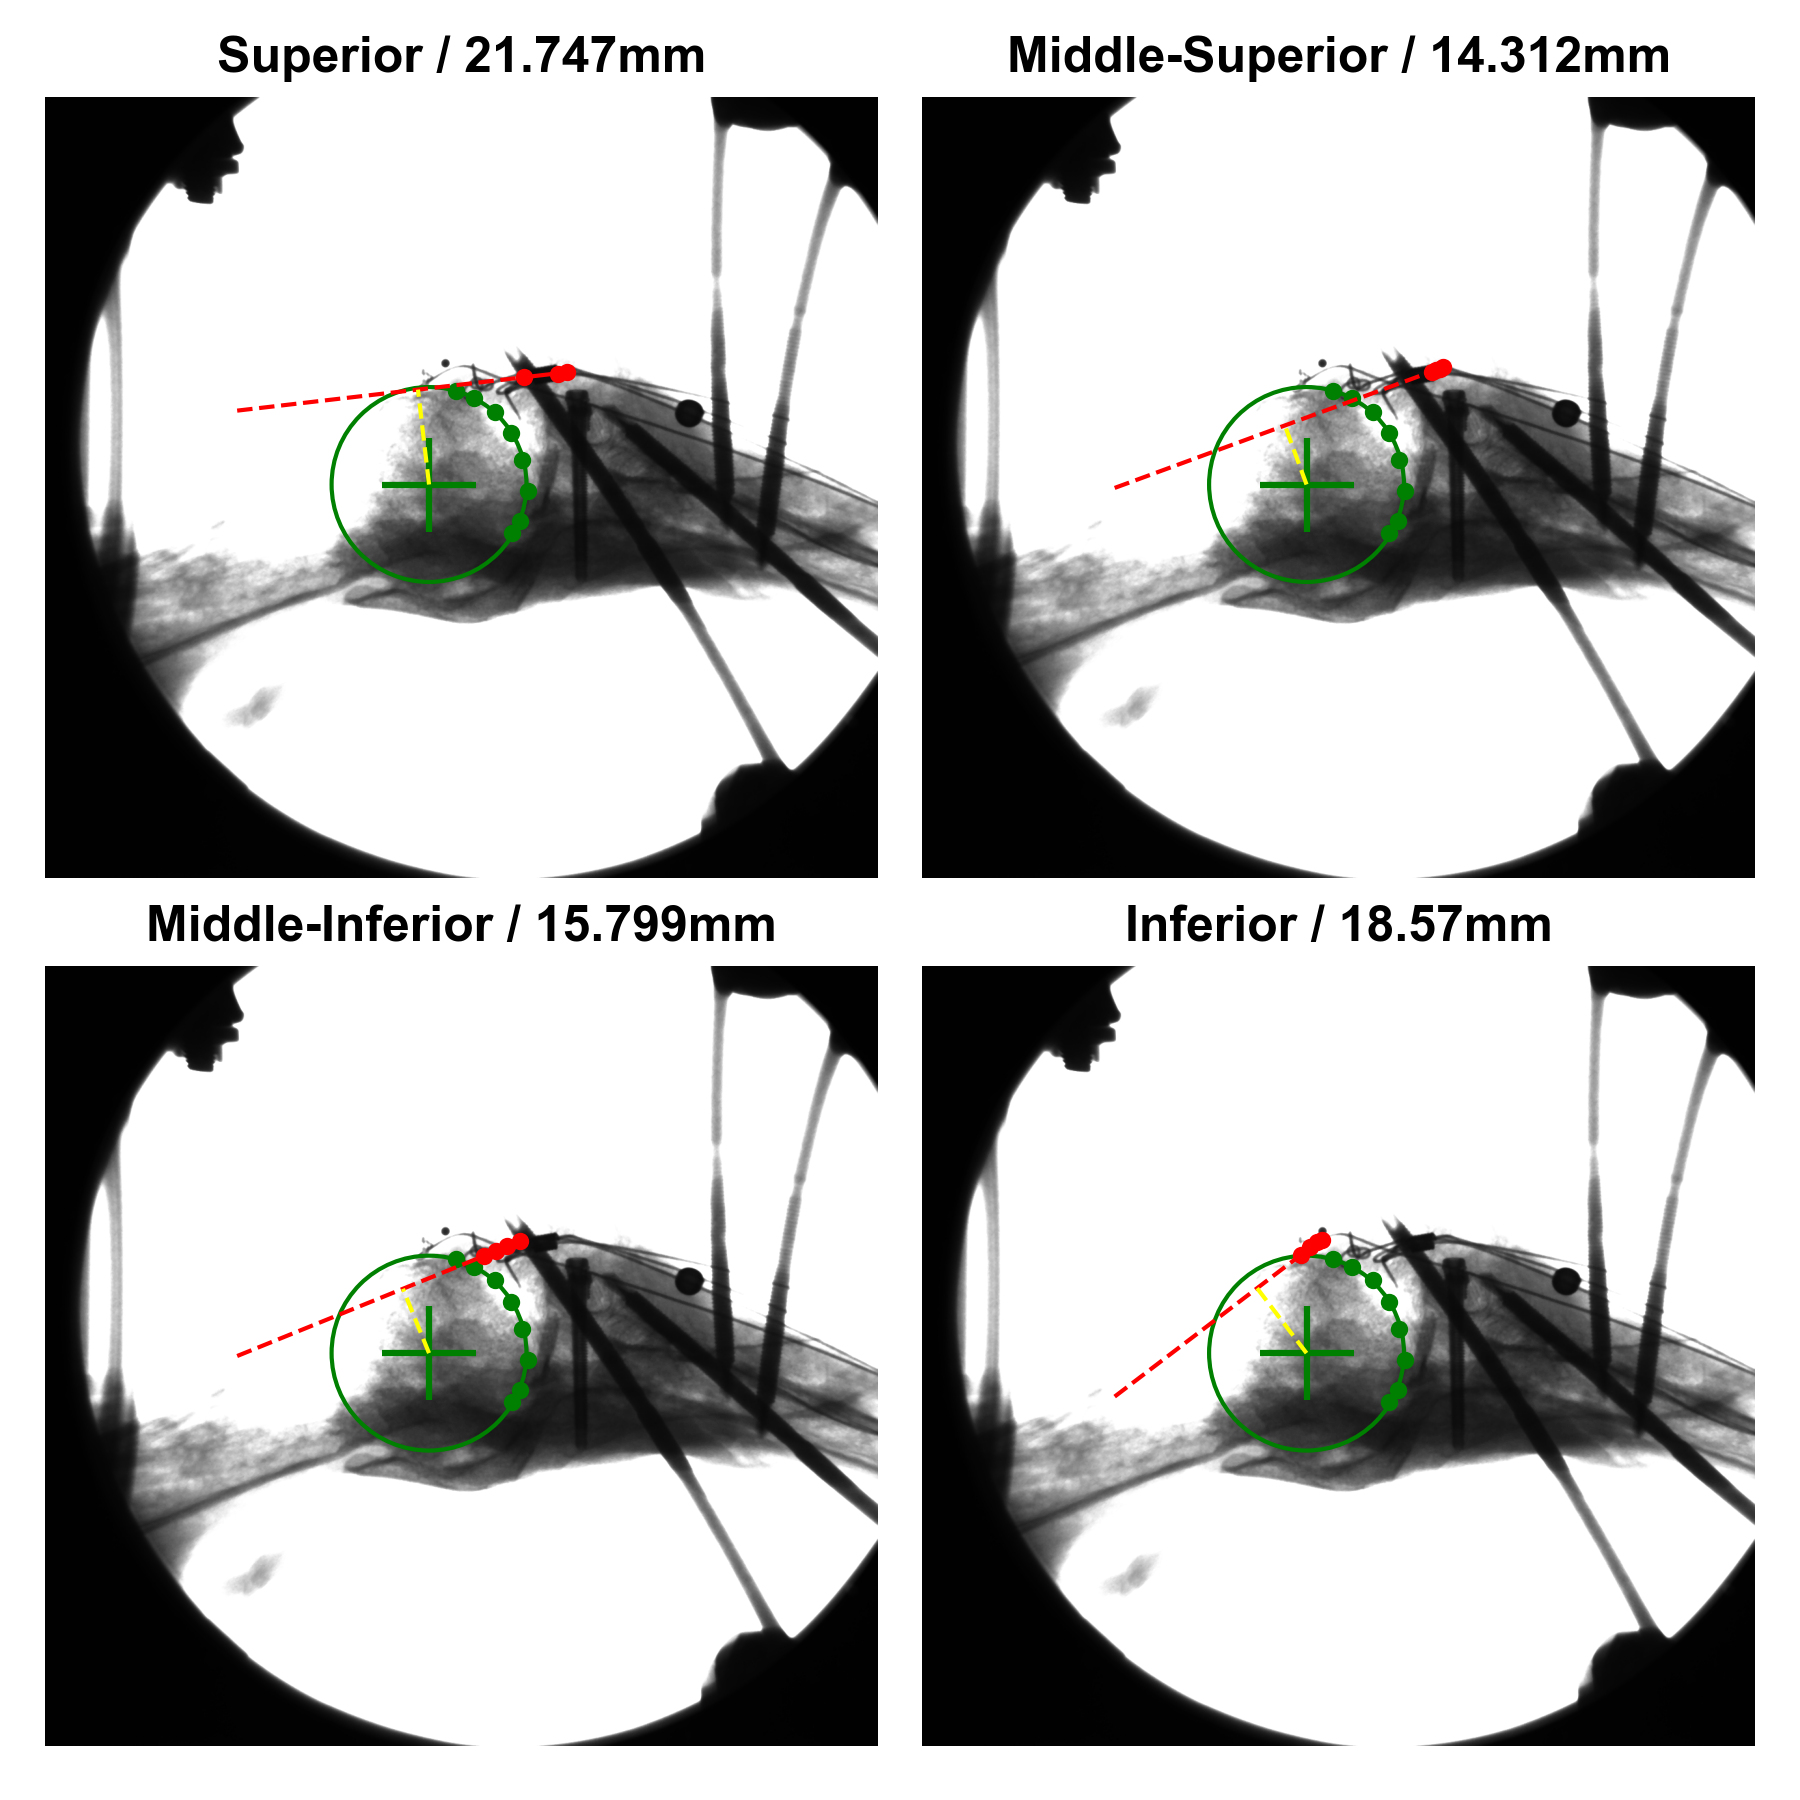 Superior / 21.747mm
Middle-Superior / 14.312mm
Middle-Inferior / 15.799mm
Inferior / 18.57mm